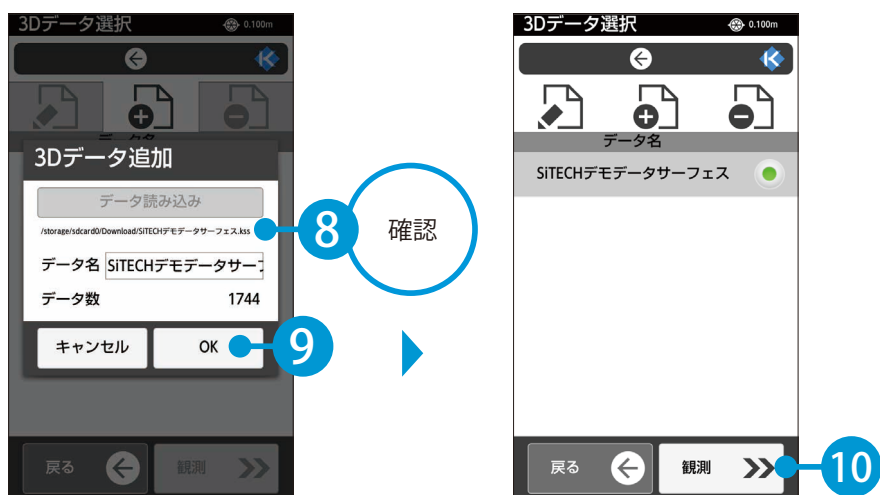 3Dデータ選択
0.100m
データ名
3Dデータ追加
データ読み込み
/storage/sdcard0/Download/SiTECHデモデータサーフェス.kss
データ名 SiTECHデモデータサーフ
データ数 1744
キャンセル OK
戻る 観測
8
確認
9
3Dデータ選択
0.100m
データ名
SiTECHデモデータサーフェス
戻る 観測
10